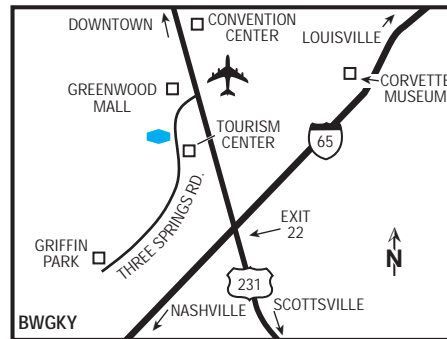 DOWNTOWN
CONVENTION
CENTER
LOUISVILLE
GREENWOOD
MALL
CORVETTE
MUSEUM
TOURISM
CENTER
65
THREE SPRINGS RD.
EXIT
22
GRIFFIN
PARK
N
231
NASHVILLE
SCOTTSVILLE
BWGKY